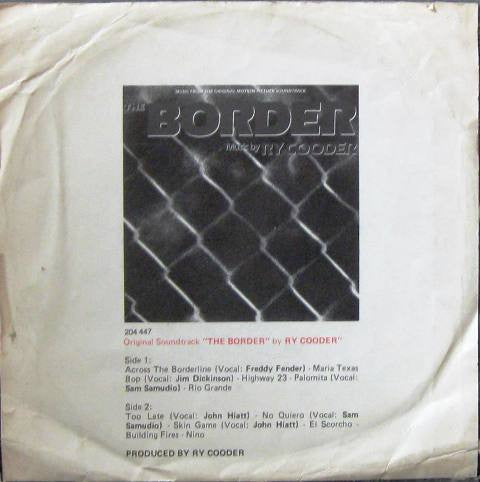 MUSIC FROM THE ORIGINAL MOTION PICTURE SOUNDTRACK
THE BORDER
Music by RY COODER
204 447
Original Soundtrack "THE BORDER" by RY COODER"
Side 1:
Across The Borderline (Vocal: Freddy Fender) - Maria Texas
Bop (Vocal: Jim Dickinson) - Highway 23 - Palomita (Vocal:
Sam Samudio) - Rio Grande
Side 2:
Too Late (Vocal: John Hiatt) - No Quiero (Vocal: Sam
Samudio) - Skin Game (Vocal: John Hiatt) - El Scorcho -
Building Fires - Nino
PRODUCED BY RY COODER